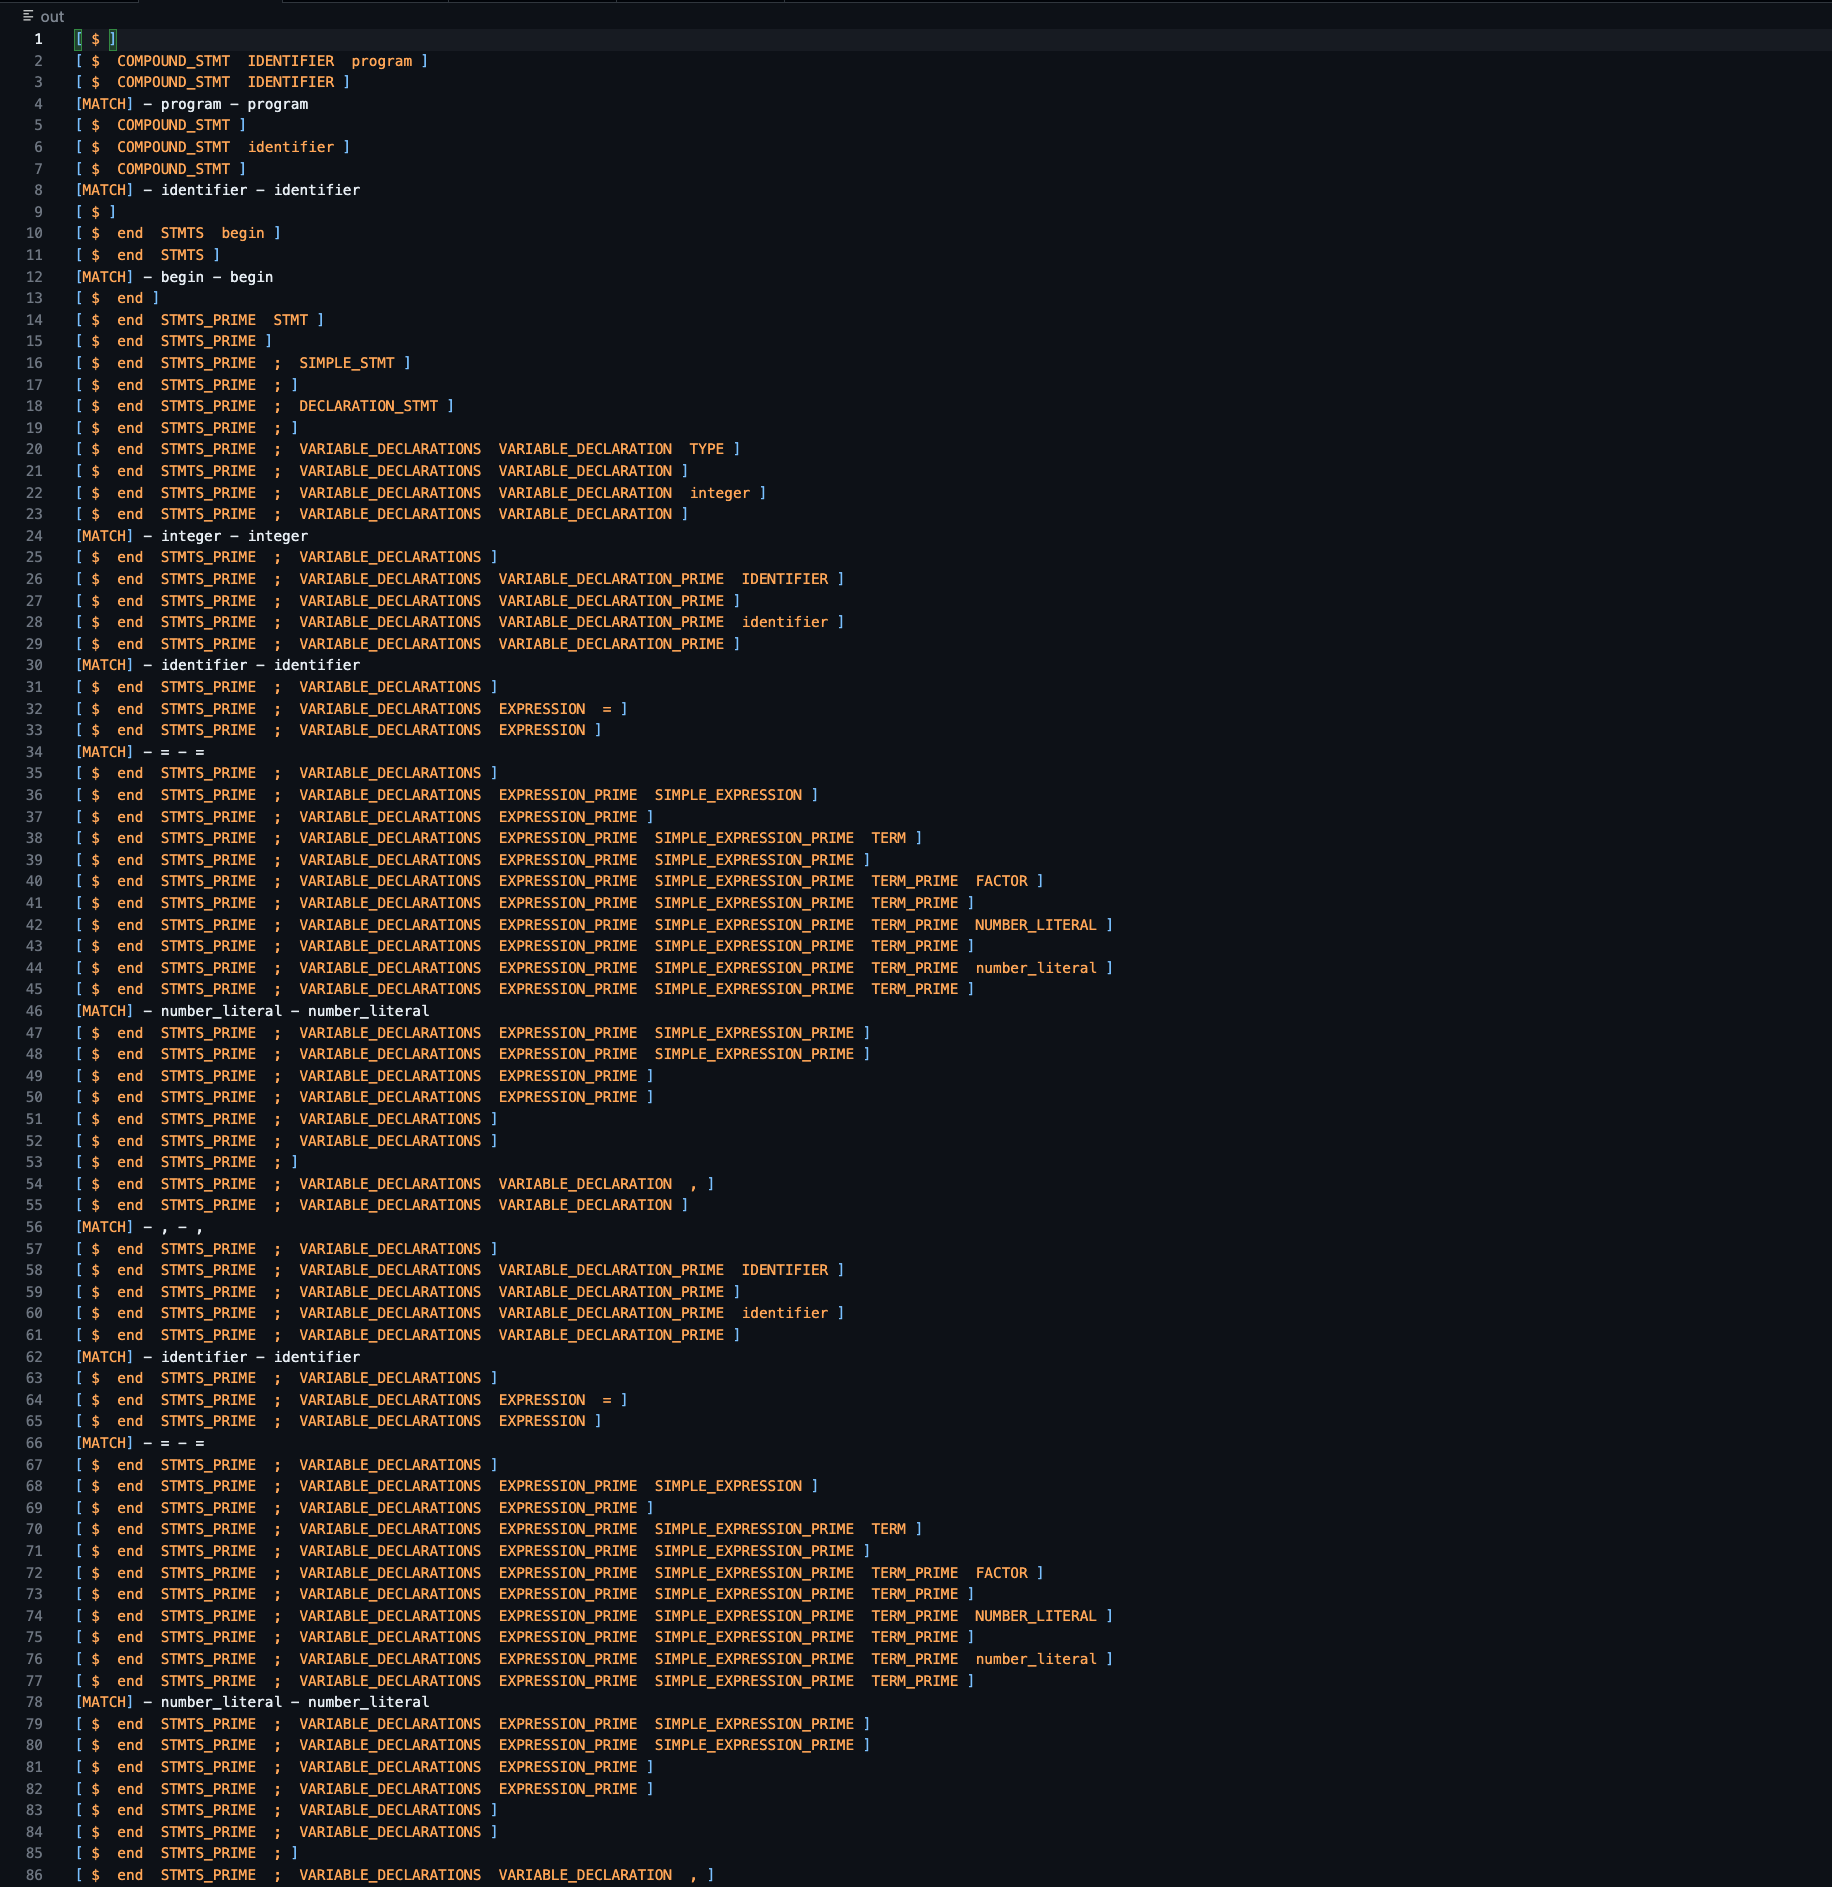 out
1 [ $ ]
2 [ $ COMPOUND_STMT IDENTIFIER program ]
3 [ $ COMPOUND_STMT IDENTIFIER ]
4 [MATCH] - program - program
5 [ $ COMPOUND_STMT ]
6 [ $ COMPOUND_STMT identifier ]
7 [ $ COMPOUND_STMT ]
8 [MATCH] - identifier - identifier
9 [ $ ]
10 [ $ end STMTS begin ]
11 [ $ end STMTS ]
12 [MATCH] - begin - begin
13 [ $ end ]
14 [ $ end STMTS_PRIME STMT ]
15 [ $ end STMTS_PRIME ]
16 [ $ end STMTS_PRIME ; SIMPLE_STMT ]
17 [ $ end STMTS_PRIME ; ]
18 [ $ end STMTS_PRIME ; DECLARATION_STMT ]
19 [ $ end STMTS_PRIME ; ]
20 [ $ end STMTS_PRIME ; VARIABLE_DECLARATIONS VARIABLE_DECLARATION TYPE ]
21 [ $ end STMTS_PRIME ; VARIABLE_DECLARATIONS VARIABLE_DECLARATION ]
22 [ $ end STMTS_PRIME ; VARIABLE_DECLARATIONS VARIABLE_DECLARATION integer ]
23 [ $ end STMTS_PRIME ; VARIABLE_DECLARATIONS VARIABLE_DECLARATION ]
24 [MATCH] - integer - integer
25 [ $ end STMTS_PRIME ; VARIABLE_DECLARATIONS ]
26 [ $ end STMTS_PRIME ; VARIABLE_DECLARATIONS VARIABLE_DECLARATION_PRIME IDENTIFIER ]
27 [ $ end STMTS_PRIME ; VARIABLE_DECLARATIONS VARIABLE_DECLARATION_PRIME ]
28 [ $ end STMTS_PRIME ; VARIABLE_DECLARATIONS VARIABLE_DECLARATION_PRIME identifier ]
29 [ $ end STMTS_PRIME ; VARIABLE_DECLARATIONS VARIABLE_DECLARATION_PRIME ]
30 [MATCH] - identifier - identifier
31 [ $ end STMTS_PRIME ; VARIABLE_DECLARATIONS ]
32 [ $ end STMTS_PRIME ; VARIABLE_DECLARATIONS EXPRESSION = ]
33 [ $ end STMTS_PRIME ; VARIABLE_DECLARATIONS EXPRESSION ]
34 [MATCH] - = - =
35 [ $ end STMTS_PRIME ; VARIABLE_DECLARATIONS ]
36 [ $ end STMTS_PRIME ; VARIABLE_DECLARATIONS EXPRESSION_PRIME SIMPLE_EXPRESSION ]
37 [ $ end STMTS_PRIME ; VARIABLE_DECLARATIONS EXPRESSION_PRIME ]
38 [ $ end STMTS_PRIME ; VARIABLE_DECLARATIONS EXPRESSION_PRIME SIMPLE_EXPRESSION_PRIME TERM ]
39 [ $ end STMTS_PRIME ; VARIABLE_DECLARATIONS EXPRESSION_PRIME SIMPLE_EXPRESSION_PRIME ]
40 [ $ end STMTS_PRIME ; VARIABLE_DECLARATIONS EXPRESSION_PRIME SIMPLE_EXPRESSION_PRIME TERM_PRIME FACTOR ]
41 [ $ end STMTS_PRIME ; VARIABLE_DECLARATIONS EXPRESSION_PRIME SIMPLE_EXPRESSION_PRIME TERM_PRIME ]
42 [ $ end STMTS_PRIME ; VARIABLE_DECLARATIONS EXPRESSION_PRIME SIMPLE_EXPRESSION_PRIME TERM_PRIME NUMBER_LITERAL ]
43 [ $ end STMTS_PRIME ; VARIABLE_DECLARATIONS EXPRESSION_PRIME SIMPLE_EXPRESSION_PRIME TERM_PRIME ]
44 [ $ end STMTS_PRIME ; VARIABLE_DECLARATIONS EXPRESSION_PRIME SIMPLE_EXPRESSION_PRIME TERM_PRIME number_literal ]
45 [ $ end STMTS_PRIME ; VARIABLE_DECLARATIONS EXPRESSION_PRIME SIMPLE_EXPRESSION_PRIME TERM_PRIME ]
46 [MATCH] - number_literal - number_literal
47 [ $ end STMTS_PRIME ; VARIABLE_DECLARATIONS EXPRESSION_PRIME SIMPLE_EXPRESSION_PRIME ]
48 [ $ end STMTS_PRIME ; VARIABLE_DECLARATIONS EXPRESSION_PRIME SIMPLE_EXPRESSION_PRIME ]
49 [ $ end STMTS_PRIME ; VARIABLE_DECLARATIONS EXPRESSION_PRIME ]
50 [ $ end STMTS_PRIME ; VARIABLE_DECLARATIONS EXPRESSION_PRIME ]
51 [ $ end STMTS_PRIME ; VARIABLE_DECLARATIONS ]
52 [ $ end STMTS_PRIME ; VARIABLE_DECLARATIONS ]
53 [ $ end STMTS_PRIME ; ]
54 [ $ end STMTS_PRIME ; VARIABLE_DECLARATIONS VARIABLE_DECLARATION , ]
55 [ $ end STMTS_PRIME ; VARIABLE_DECLARATIONS VARIABLE_DECLARATION ]
56 [MATCH] - , - ,
57 [ $ end STMTS_PRIME ; VARIABLE_DECLARATIONS ]
58 [ $ end STMTS_PRIME ; VARIABLE_DECLARATIONS VARIABLE_DECLARATION_PRIME IDENTIFIER ]
59 [ $ end STMTS_PRIME ; VARIABLE_DECLARATIONS VARIABLE_DECLARATION_PRIME ]
60 [ $ end STMTS_PRIME ; VARIABLE_DECLARATIONS VARIABLE_DECLARATION_PRIME identifier ]
61 [ $ end STMTS_PRIME ; VARIABLE_DECLARATIONS VARIABLE_DECLARATION_PRIME ]
62 [MATCH] - identifier - identifier
63 [ $ end STMTS_PRIME ; VARIABLE_DECLARATIONS ]
64 [ $ end STMTS_PRIME ; VARIABLE_DECLARATIONS EXPRESSION = ]
65 [ $ end STMTS_PRIME ; VARIABLE_DECLARATIONS EXPRESSION ]
66 [MATCH] - = - =
67 [ $ end STMTS_PRIME ; VARIABLE_DECLARATIONS ]
68 [ $ end STMTS_PRIME ; VARIABLE_DECLARATIONS EXPRESSION_PRIME SIMPLE_EXPRESSION ]
69 [ $ end STMTS_PRIME ; VARIABLE_DECLARATIONS EXPRESSION_PRIME ]
70 [ $ end STMTS_PRIME ; VARIABLE_DECLARATIONS EXPRESSION_PRIME SIMPLE_EXPRESSION_PRIME TERM ]
71 [ $ end STMTS_PRIME ; VARIABLE_DECLARATIONS EXPRESSION_PRIME SIMPLE_EXPRESSION_PRIME ]
72 [ $ end STMTS_PRIME ; VARIABLE_DECLARATIONS EXPRESSION_PRIME SIMPLE_EXPRESSION_PRIME TERM_PRIME FACTOR ]
73 [ $ end STMTS_PRIME ; VARIABLE_DECLARATIONS EXPRESSION_PRIME SIMPLE_EXPRESSION_PRIME TERM_PRIME ]
74 [ $ end STMTS_PRIME ; VARIABLE_DECLARATIONS EXPRESSION_PRIME SIMPLE_EXPRESSION_PRIME TERM_PRIME NUMBER_LITERAL ]
75 [ $ end STMTS_PRIME ; VARIABLE_DECLARATIONS EXPRESSION_PRIME SIMPLE_EXPRESSION_PRIME TERM_PRIME ]
76 [ $ end STMTS_PRIME ; VARIABLE_DECLARATIONS EXPRESSION_PRIME SIMPLE_EXPRESSION_PRIME TERM_PRIME number_literal ]
77 [ $ end STMTS_PRIME ; VARIABLE_DECLARATIONS EXPRESSION_PRIME SIMPLE_EXPRESSION_PRIME TERM_PRIME ]
78 [MATCH] - number_literal - number_literal
79 [ $ end STMTS_PRIME ; VARIABLE_DECLARATIONS EXPRESSION_PRIME SIMPLE_EXPRESSION_PRIME ]
80 [ $ end STMTS_PRIME ; VARIABLE_DECLARATIONS EXPRESSION_PRIME SIMPLE_EXPRESSION_PRIME ]
81 [ $ end STMTS_PRIME ; VARIABLE_DECLARATIONS EXPRESSION_PRIME ]
82 [ $ end STMTS_PRIME ; VARIABLE_DECLARATIONS EXPRESSION_PRIME ]
83 [ $ end STMTS_PRIME ; VARIABLE_DECLARATIONS ]
84 [ $ end STMTS_PRIME ; VARIABLE_DECLARATIONS ]
85 [ $ end STMTS_PRIME ; ]
86 [ $ end STMTS_PRIME ; VARIABLE_DECLARATIONS VARIABLE_DECLARATION , ]